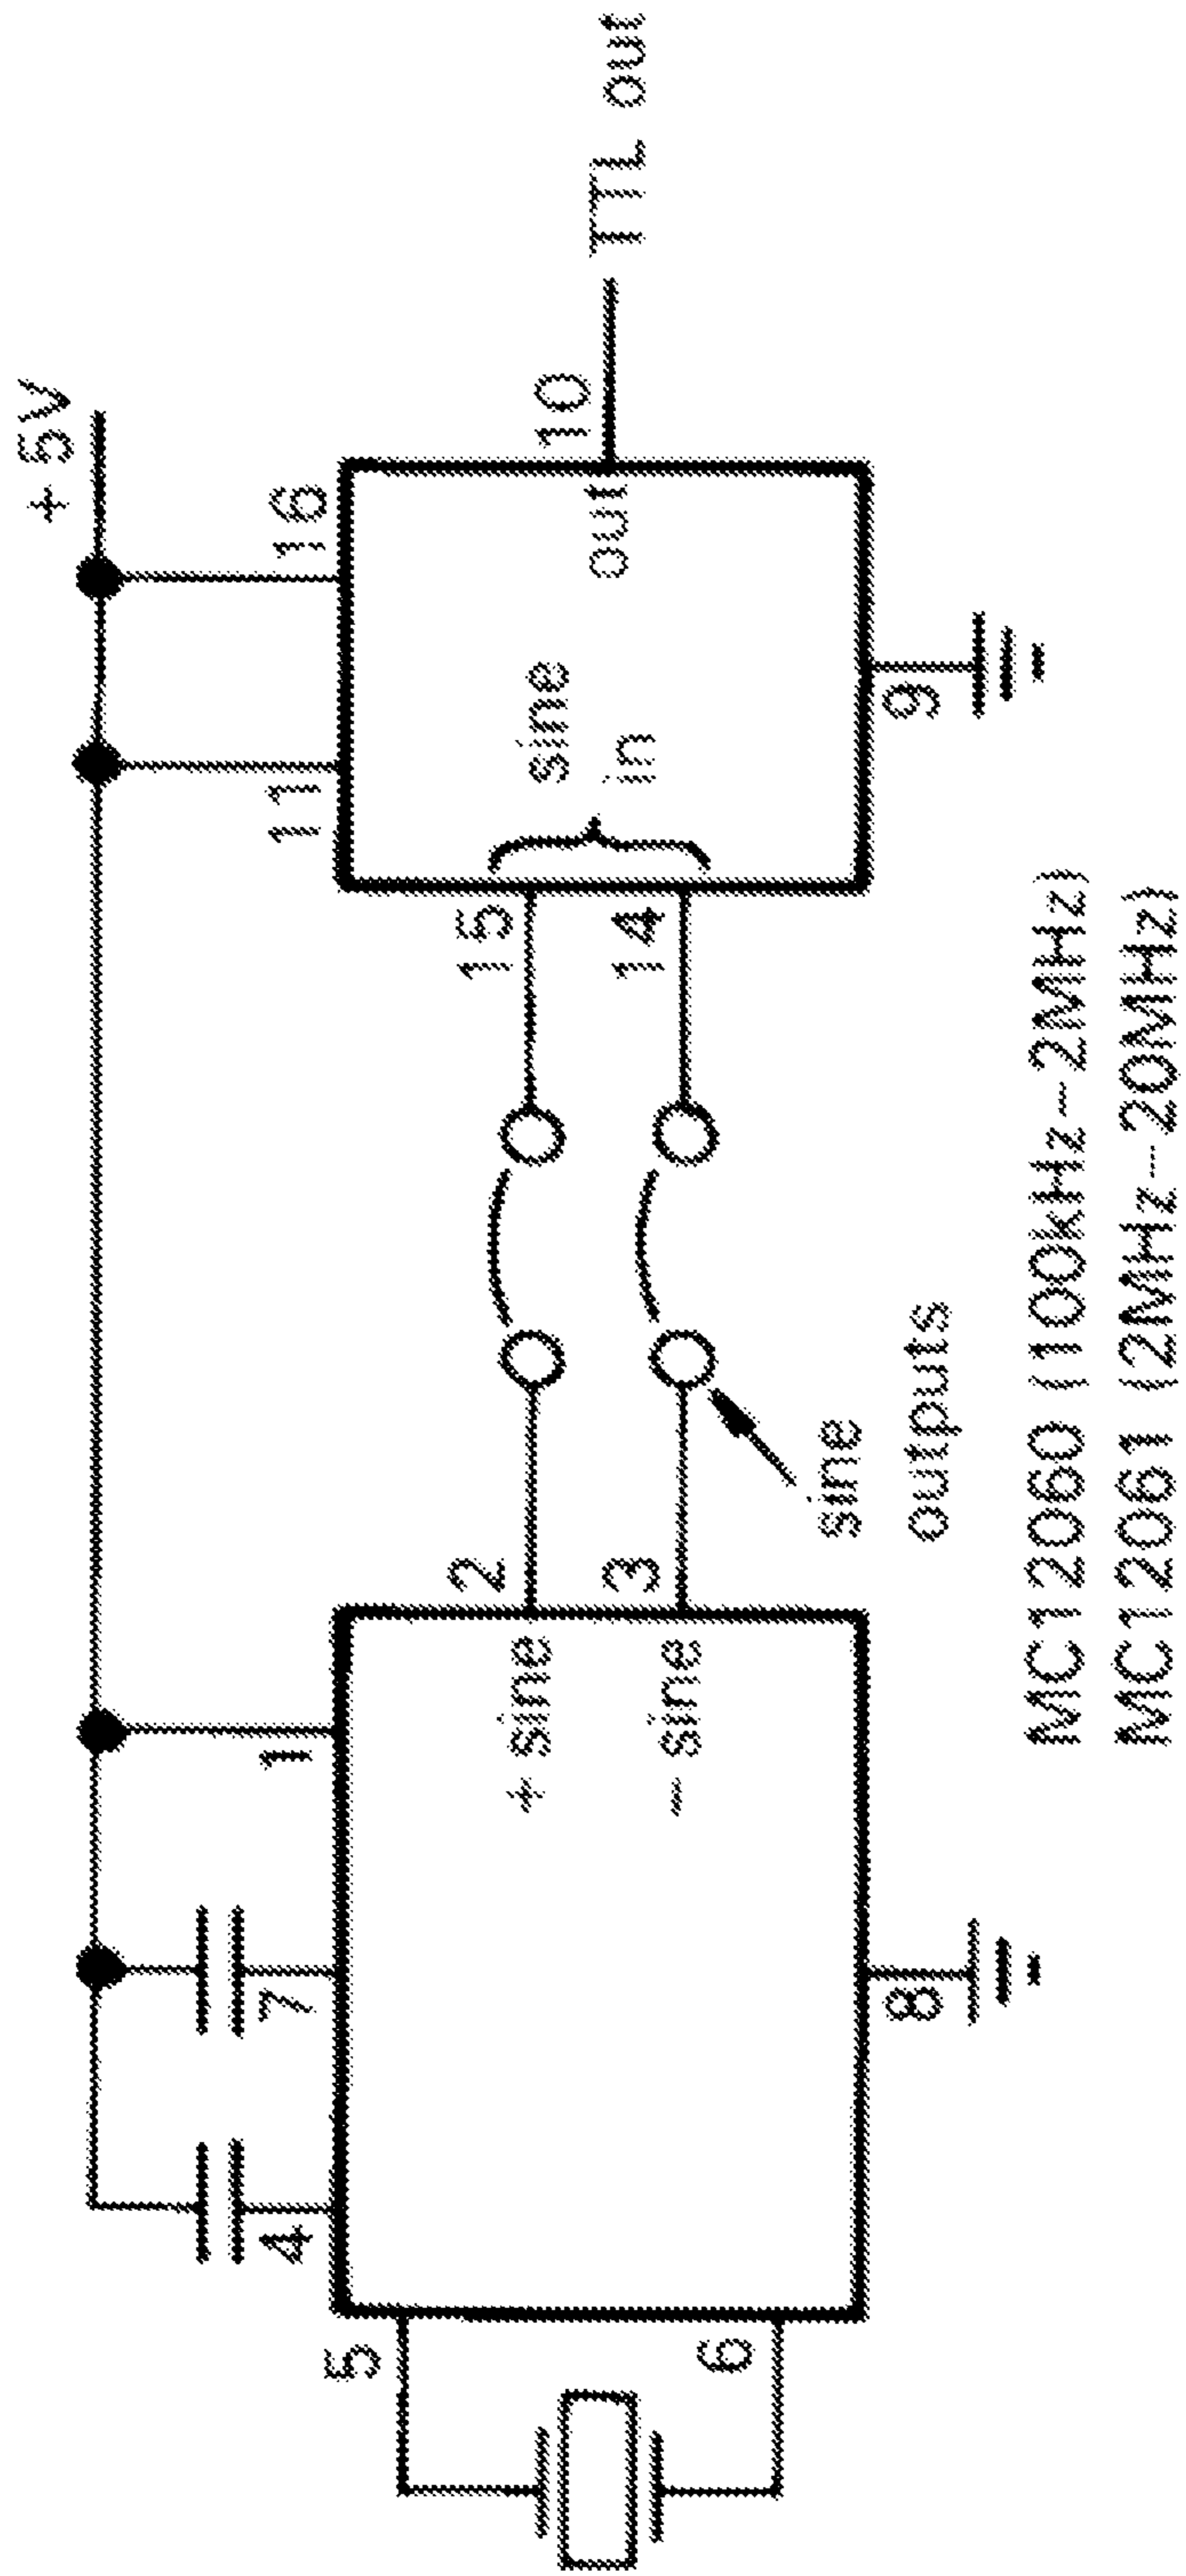 +5V
4
7
1
11
16
5
6
+ sine
2
− sine
3
15
14
sine
in
out
10
TTL out
8
9
sine
outputs
MC12060 (100kHz–2MHz)
MC12061 (2MHz–20MHz)